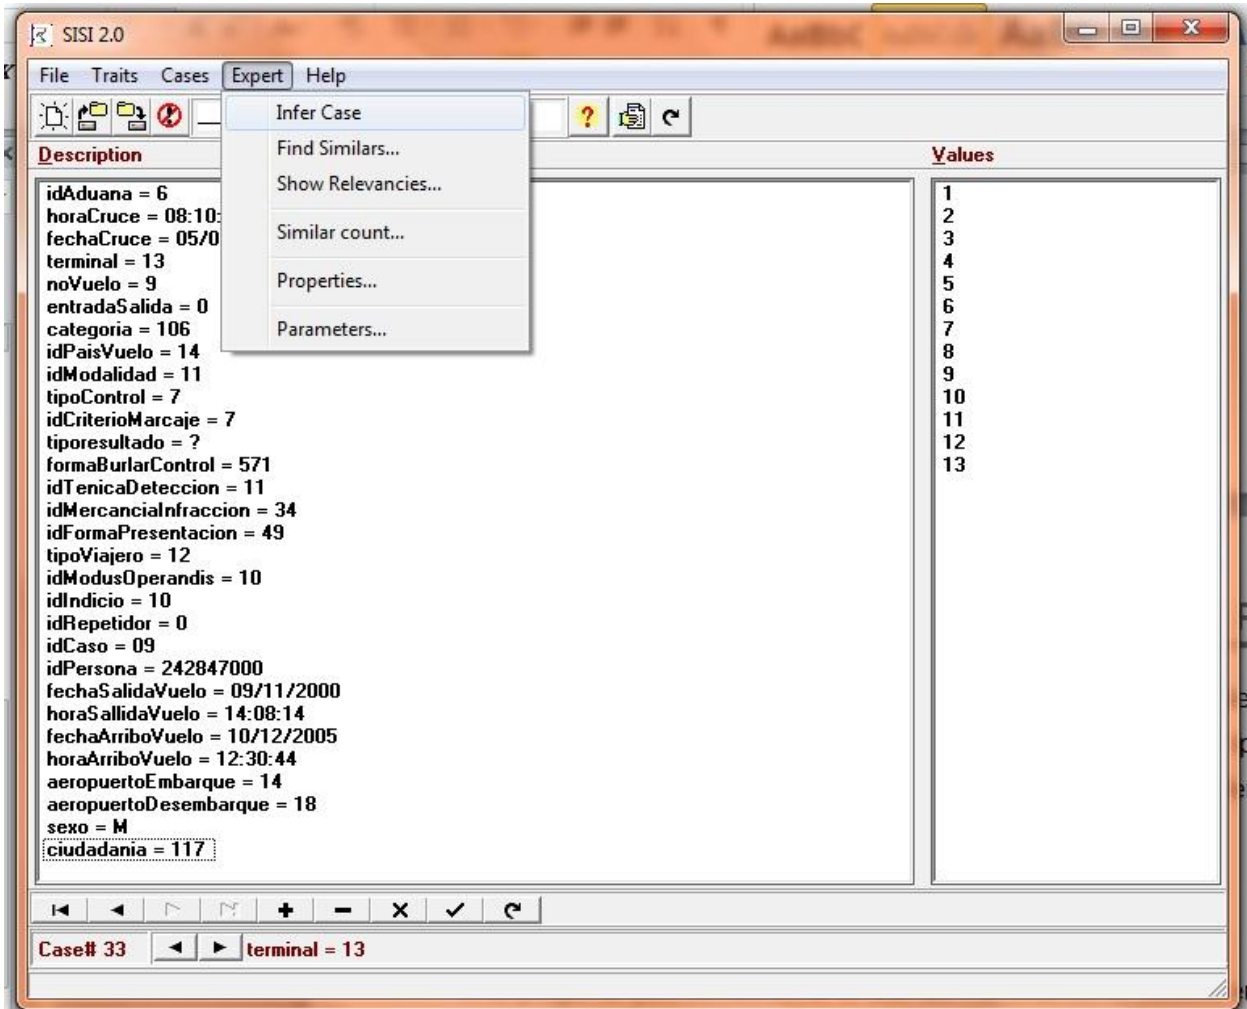 SISI 2.0
File Traits Cases Expert Help
Infer Case
Find Similars...
Show Relevancies...
Similar count...
Properties...
Parameters...
Description
Values
idAduana = 6
horaCruce = 08:10:
fechaCruce = 05/0
terminal = 13
noVuelo = 9
entradaSalida = 0
categoria = 106
idPaisVuelo = 14
idModalidad = 11
tipoControl = 7
idCriterioMarcaje = 7
tiporesultado = ?
formaBurlarControl = 571
idTenicaDeteccion = 11
idMercanciaInfraccion = 34
idFormaPresentacion = 49
tipoViajero = 12
idModusOperandis = 10
idIndicio = 10
idRepetidor = 0
idCaso = 09
idPersona = 242847000
fechaSalidaVuelo = 09/11/2000
horaSallidaVuelo = 14:08:14
fechaArriboVuelo = 10/12/2005
horaArriboVuelo = 12:30:44
aeropuertoEmbarque = 14
aeropuertoDesembarque = 18
sexo = M
ciudadania = 117
1
2
3
4
5
6
7
8
9
10
11
12
13
Case# 33
terminal = 13